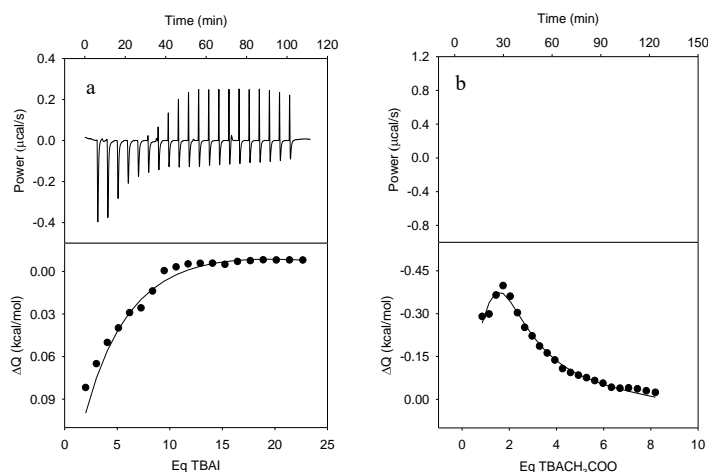 Time (min)
0 20 40 60 80 100 120
a
0.4
0.2
0.0
-0.2
-0.4
Power (µcal/s)
0.00
0.03
0.06
0.09
ΔQ (kcal/mol)
0 5 10 15 20 25
Eq TBAI
Time (min)
0 30 60 90 120 150
b
1.2
0.8
0.4
0.0
-0.4
-0.8
Power (µcal/s)
-0.45
-0.30
-0.15
0.00
ΔQ (kcal/mol)
0 2 4 6 8 10
Eq TBACH₃COO